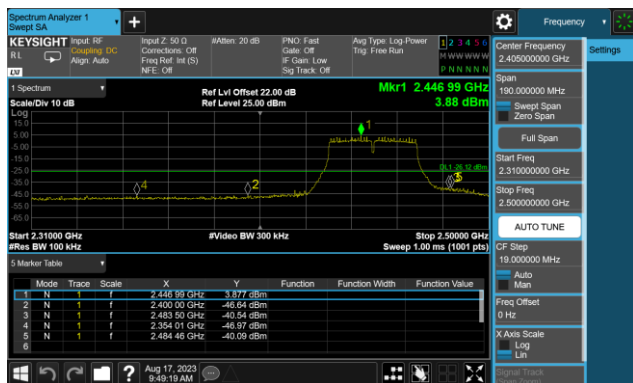 Spectrum Analyzer 1
Swept SA
Frequency
KEYSIGHT
RL
Input: RF
Coupling: DC
Align: Auto
Input Z: 50 Ω
Corrections: Off
Freq Ref: Int (S)
NFE: Off
#Atten: 20 dB
PNO: Fast
Gate: Off
IF Gain: Low
Sig Track: Off
Avg Type: Log-Power
Trig: Free Run
1 2 3 4 5 6
M W W W W W
P N N N N N
LXI
1 Spectrum
Scale/Div 10 dB
Ref Lvl Offset 22.00 dB
Ref Level 25.00 dBm
Mkr1 2.446 99 GHz
3.88 dBm
Log
15.0
5.00
-5.00
-15.0
-25.0
-35.0
-45.0
-55.0
-65.0
1
DL1 -26.12 dBm
4
2
Start 2.31000 GHz
#Res BW 100 kHz
#Video BW 300 kHz
Stop 2.50000 GHz
Sweep 1.00 ms (1001 pts)
5 Marker Table
Mode Trace Scale X Y Function Function Width Function Value
1 N 1 f 2.446 99 GHz 3.877 dBm
2 N 1 f 2.400 00 GHz -46.64 dBm
3 N 1 f 2.483 50 GHz -40.54 dBm
4 N 1 f 2.354 01 GHz -46.97 dBm
5 N 1 f 2.484 46 GHz -40.09 dBm
6
Aug 17, 2023
9:49:19 AM
?
Center Frequency
2.405000000 GHz
Span
190.000000 MHz
Swept Span
Zero Span
Full Span
Start Freq
2.310000000 GHz
Stop Freq
2.500000000 GHz
AUTO TUNE
CF Step
19.000000 MHz
Auto
Man
Freq Offset
0 Hz
X Axis Scale
Log
Lin
Signal Track
Settings